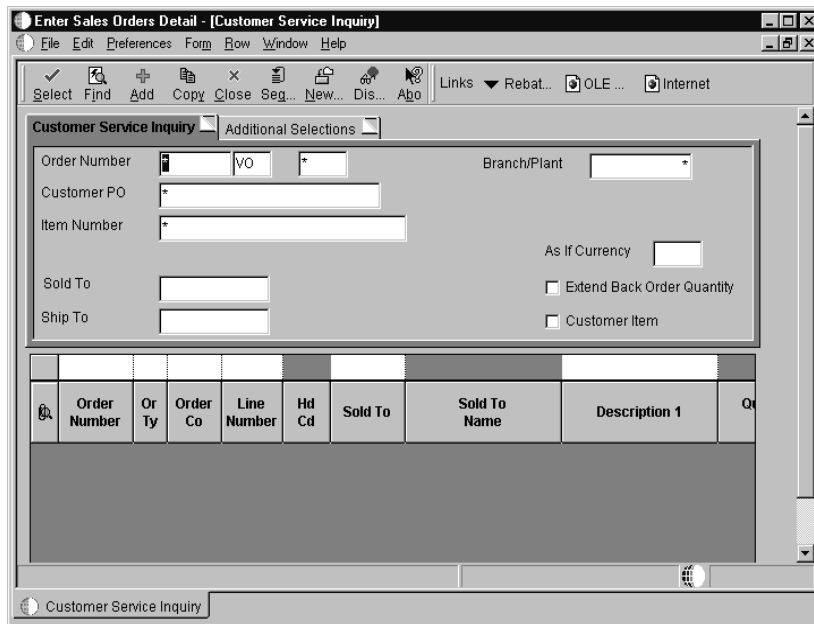 Enter Sales Orders Detail - [Customer Service Inquiry]
File Edit Preferences Form Row Window Help
Select Find Add Copy Close Seg... New... Dis... Abo Links Rebat... OLE ... Internet
Customer Service Inquiry Additional Selections
Order Number * VO * Branch/Plant *
Customer PO *
Item Number *
As If Currency
Sold To Extend Back Order Quantity
Ship To Customer Item
Order Number Or Ty Order Co Line Number Hd Cd Sold To Sold To Name Description 1
Customer Service Inquiry